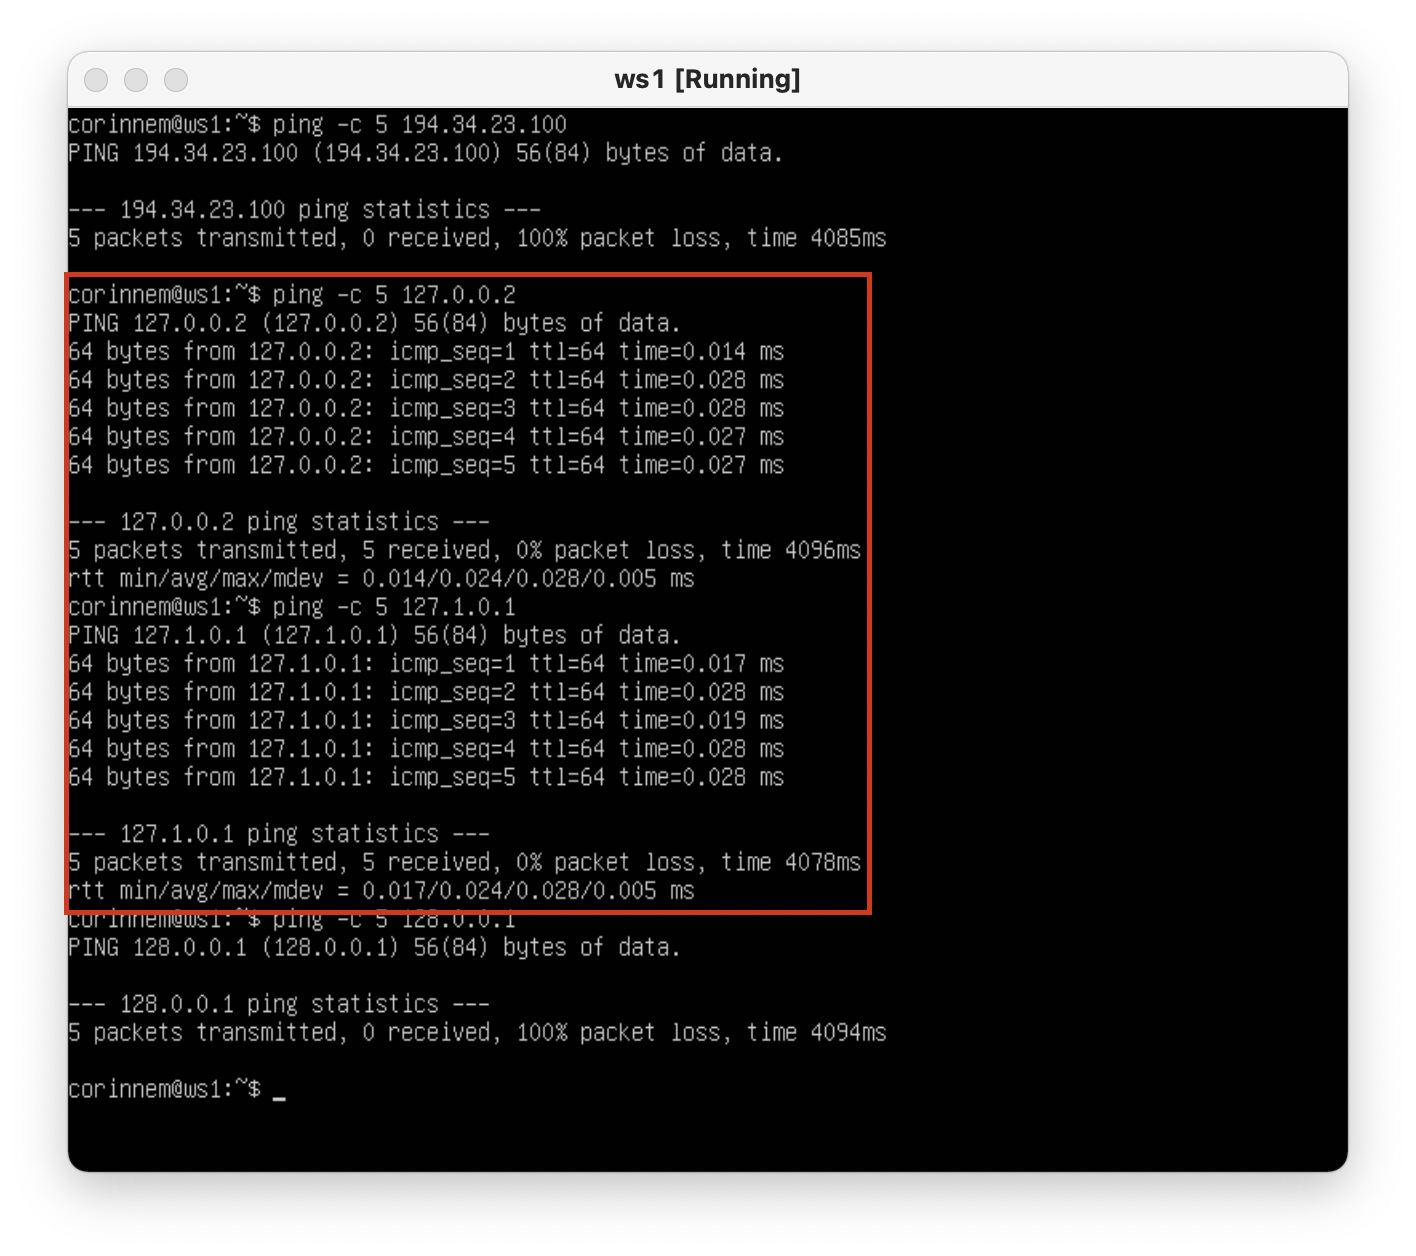 ws1 [Running]
corinnem@ws1:~$ ping -c 5 194.34.23.100
PING 194.34.23.100 (194.34.23.100) 56(84) bytes of data.
--- 194.34.23.100 ping statistics ---
5 packets transmitted, 0 received, 100% packet loss, time 4085ms
corinnem@ws1:~$ ping -c 5 127.0.0.2
PING 127.0.0.2 (127.0.0.2) 56(84) bytes of data.
64 bytes from 127.0.0.2: icmp_seq=1 ttl=64 time=0.014 ms
64 bytes from 127.0.0.2: icmp_seq=2 ttl=64 time=0.028 ms
64 bytes from 127.0.0.2: icmp_seq=3 ttl=64 time=0.028 ms
64 bytes from 127.0.0.2: icmp_seq=4 ttl=64 time=0.027 ms
64 bytes from 127.0.0.2: icmp_seq=5 ttl=64 time=0.027 ms
--- 127.0.0.2 ping statistics ---
5 packets transmitted, 5 received, 0% packet loss, time 4096ms
rtt min/avg/max/mdev = 0.014/0.024/0.028/0.005 ms
corinnem@ws1:~$ ping -c 5 127.1.0.1
PING 127.1.0.1 (127.1.0.1) 56(84) bytes of data.
64 bytes from 127.1.0.1: icmp_seq=1 ttl=64 time=0.017 ms
64 bytes from 127.1.0.1: icmp_seq=2 ttl=64 time=0.028 ms
64 bytes from 127.1.0.1: icmp_seq=3 ttl=64 time=0.019 ms
64 bytes from 127.1.0.1: icmp_seq=4 ttl=64 time=0.028 ms
64 bytes from 127.1.0.1: icmp_seq=5 ttl=64 time=0.028 ms
--- 127.1.0.1 ping statistics ---
5 packets transmitted, 5 received, 0% packet loss, time 4078ms
rtt min/avg/max/mdev = 0.017/0.024/0.028/0.005 ms
corinnem@ws1:~$ ping -c 5 128.0.0.1
PING 128.0.0.1 (128.0.0.1) 56(84) bytes of data.
--- 128.0.0.1 ping statistics ---
5 packets transmitted, 0 received, 100% packet loss, time 4094ms
corinnem@ws1:~$ _